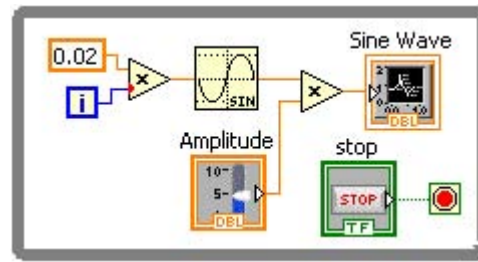 Sine Wave
0.02
i
x
SIN
x
DBL
Amplitude
10-
5-
DBL
stop
STOP
TF